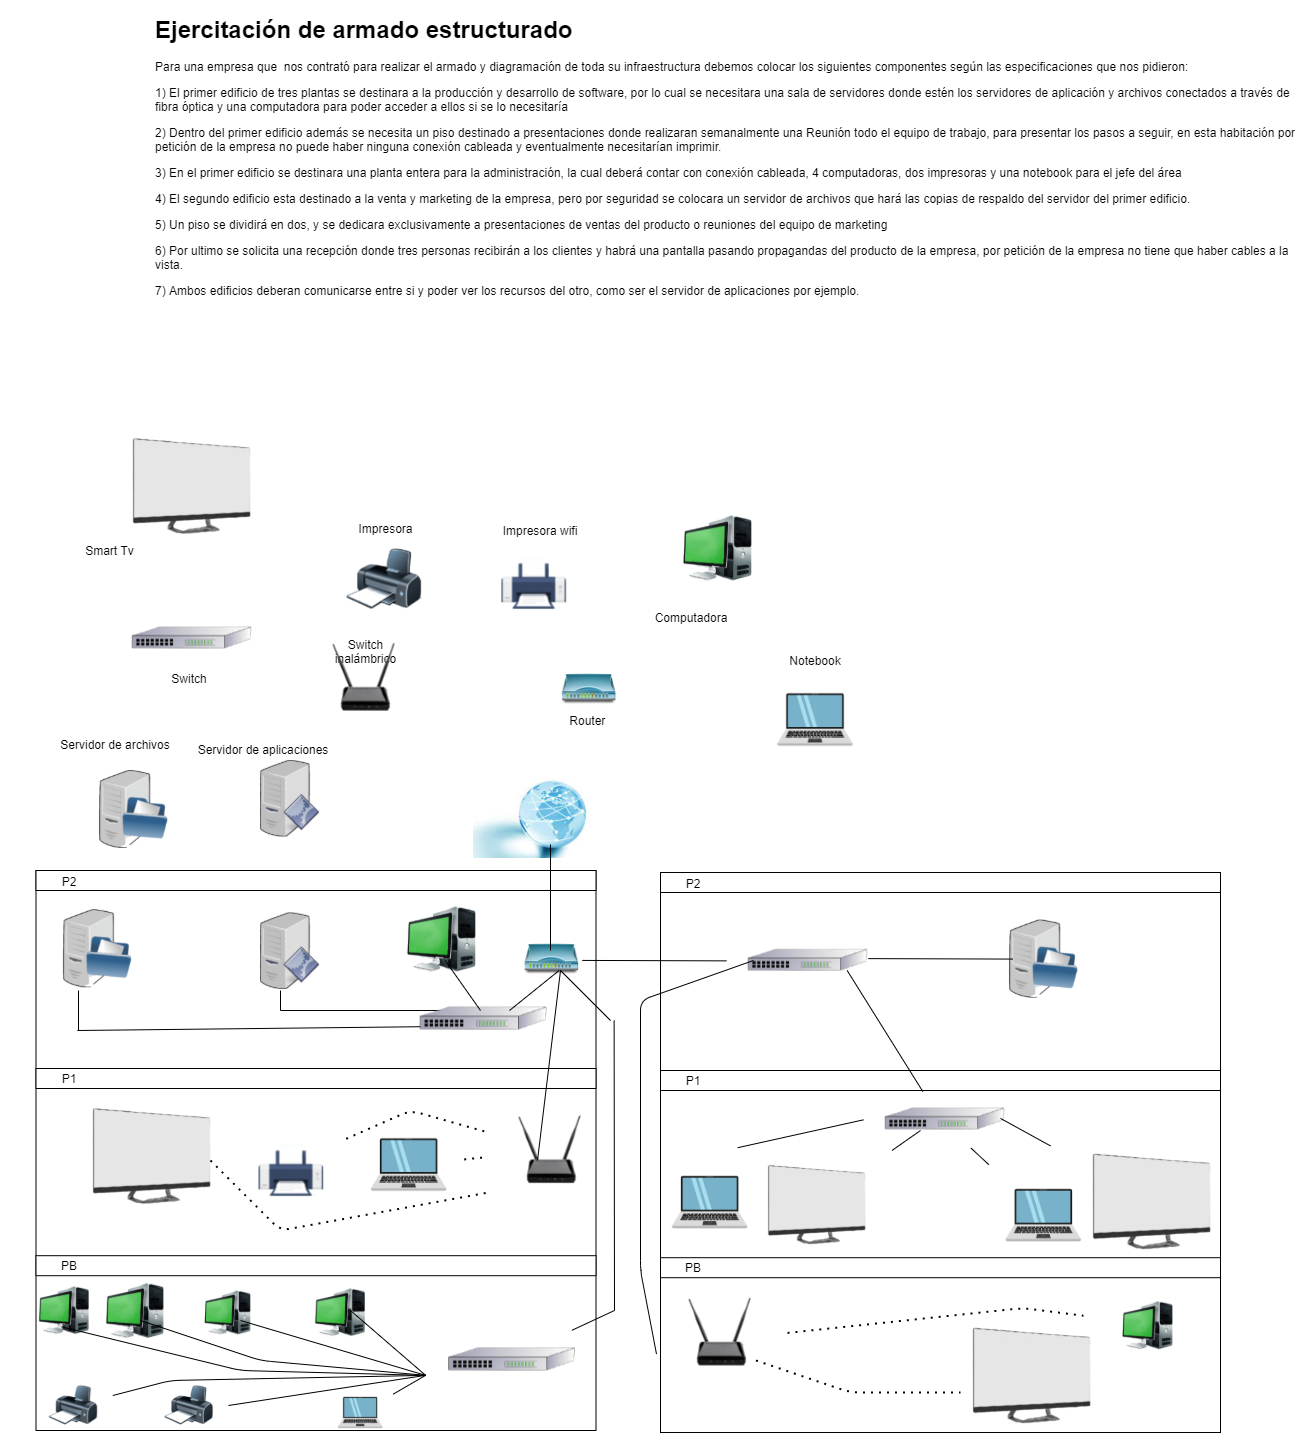 Ejercitación de armado estructurado
Para una empresa que  nos contrató para realizar el armado y diagramación de toda su infraestructura debemos colocar los siguientes componentes según las especificaciones que nos pidieron:
1) El primer edificio de tres plantas se destinara a la producción y desarrollo de software, por lo cual se necesitara una sala de servidores donde estén los servidores de aplicación y archivos conectados a través de
fibra óptica y una computadora para poder acceder a ellos si se lo necesitaría
2) Dentro del primer edificio además se necesita un piso destinado a presentaciones donde realizaran semanalmente una Reunión todo el equipo de trabajo, para presentar los pasos a seguir, en esta habitación por
petición de la empresa no puede haber ninguna conexión cableada y eventualmente necesitarían imprimir.
3) En el primer edificio se destinara una planta entera para la administración, la cual deberá contar con conexión cableada, 4 computadoras, dos impresoras y una notebook para el jefe del área
4) El segundo edificio esta destinado a la venta y marketing de la empresa, pero por seguridad se colocara un servidor de archivos que hará las copias de respaldo del servidor del primer edificio.
5) Un piso se dividirá en dos, y se dedicara exclusivamente a presentaciones de ventas del producto o reuniones del equipo de marketing
6) Por ultimo se solicita una recepción donde tres personas recibirán a los clientes y habrá una pantalla pasando propagandas del producto de la empresa, por petición de la empresa no tiene que haber cables a la
vista.
7) Ambos edificios deberan comunicarse entre si y poder ver los recursos del otro, como ser el servidor de aplicaciones por ejemplo.
Smart Tv
Impresora
Impresora wifi
Computadora
Switch
Switch
inalámbrico
Router
Notebook
Servidor de archivos
Servidor de aplicaciones
P2
P2
P1
P1
PB
PB